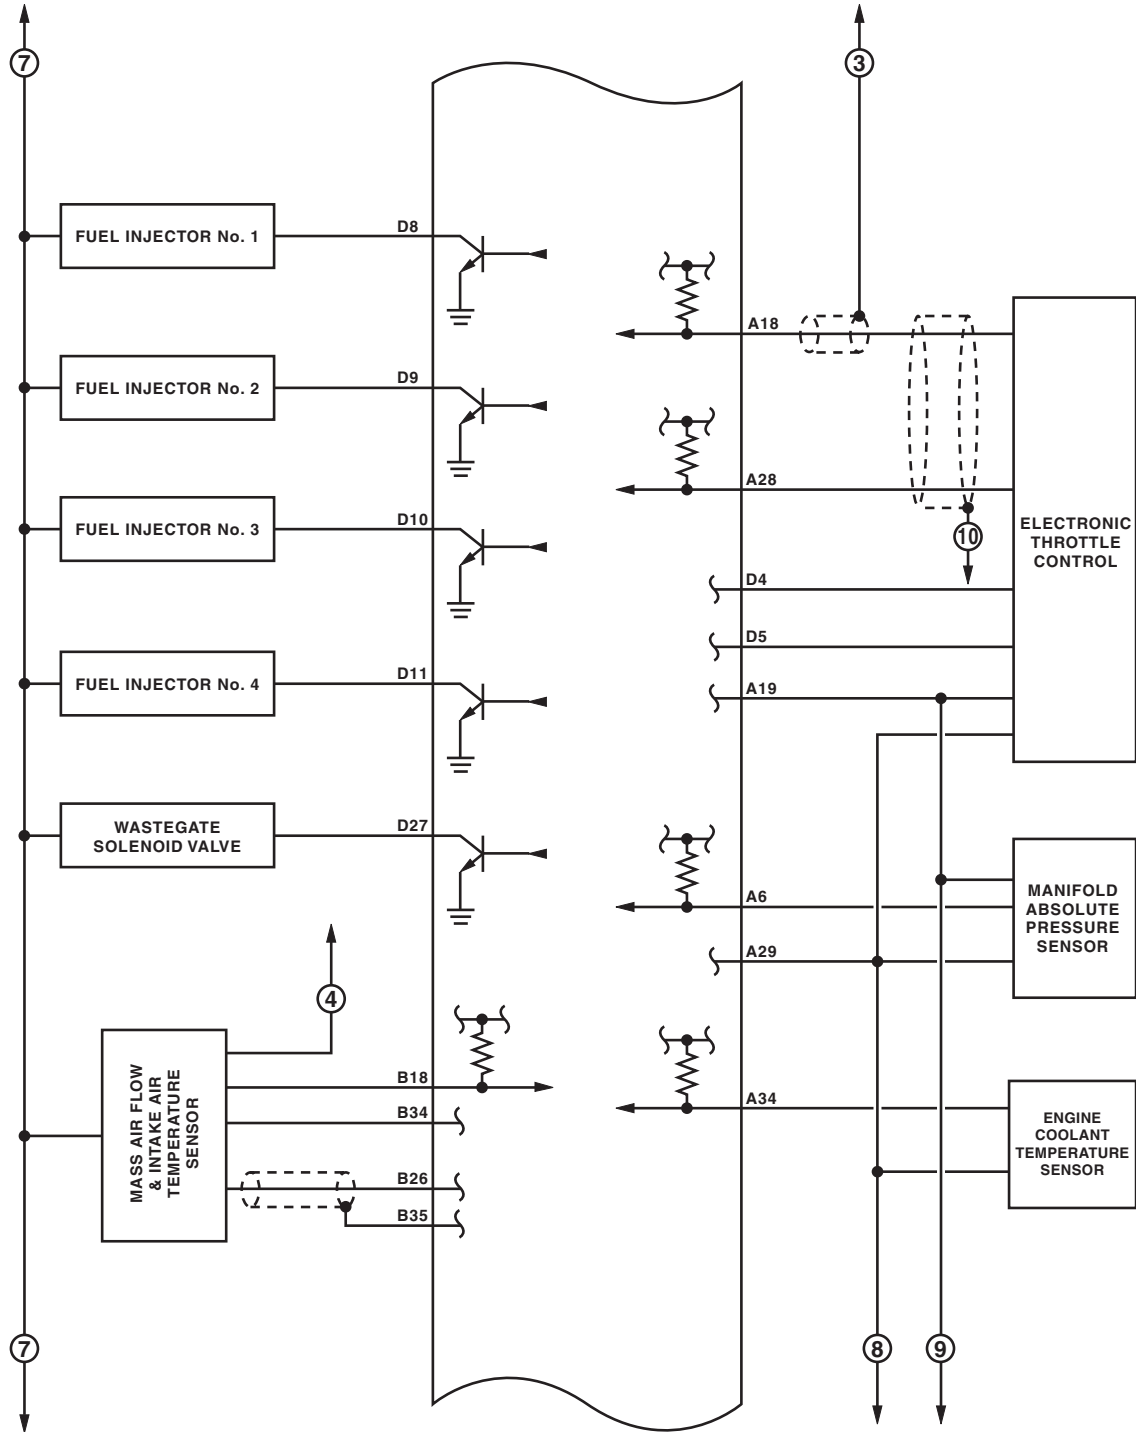 7
3
FUEL INJECTOR No. 1
D8
A18
FUEL INJECTOR No. 2
D9
A28
FUEL INJECTOR No. 3
D10
10
ELECTRONIC
THROTTLE
CONTROL
D4
D5
FUEL INJECTOR No. 4
D11
A19
WASTEGATE
SOLENOID VALVE
D27
A6
MANIFOLD
ABSOLUTE
PRESSURE
SENSOR
A29
4
MASS AIR FLOW
& INTAKE AIR
TEMPERATURE
SENSOR
B18
B34
B26
B35
A34
ENGINE
COOLANT
TEMPERATURE
SENSOR
7
8
9